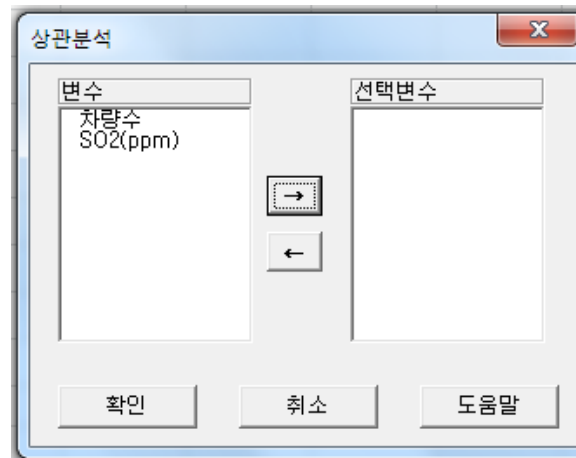 상관분석
변수
선택변수
차량수
SO2(ppm)
→
←
확인
취소
도움말